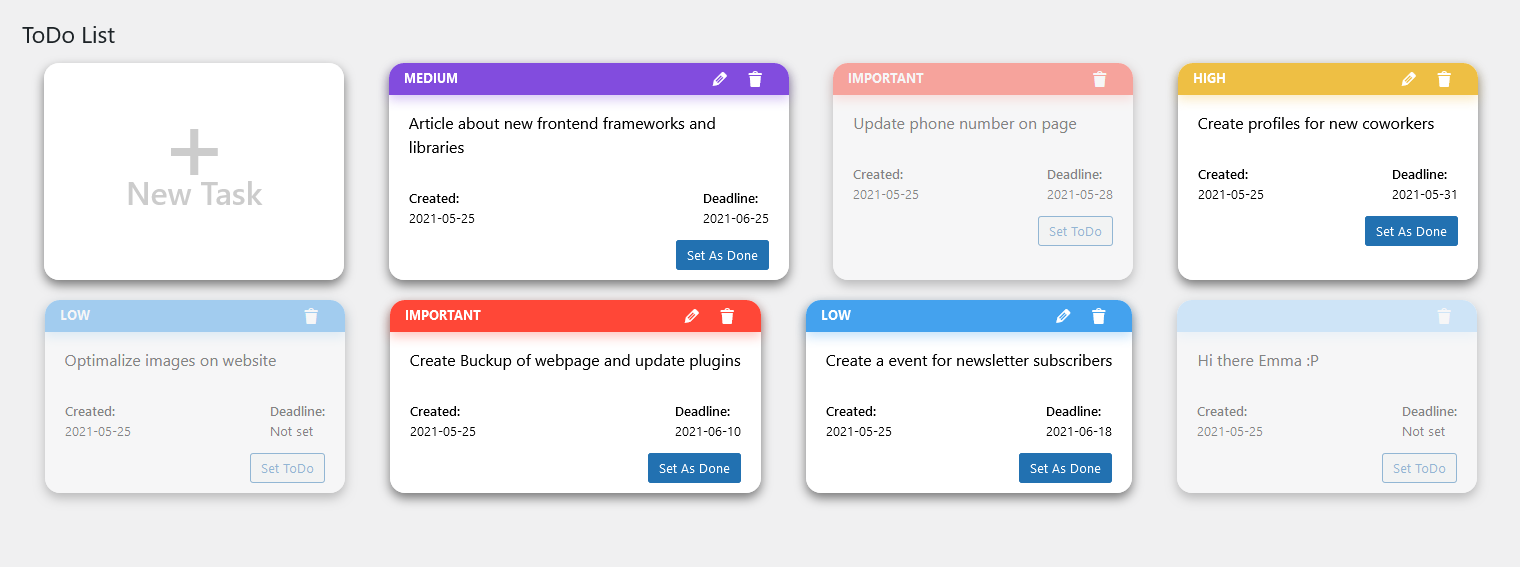 ToDo List
New Task
MEDIUM
Article about new frontend frameworks and
libraries
Created:
2021-05-25
Deadline:
2021-06-25
Set As Done
IMPORTANT
Update phone number on page
Created:
2021-05-25
Deadline:
2021-05-28
Set ToDo
HIGH
Create profiles for new coworkers
Created:
2021-05-25
Deadline:
2021-05-31
Set As Done
LOW
Optimalize images on website
Created:
2021-05-25
Deadline:
Not set
Set ToDo
IMPORTANT
Create Buckup of webpage and update plugins
Created:
2021-05-25
Deadline:
2021-06-10
Set As Done
LOW
Create a event for newsletter subscribers
Created:
2021-05-25
Deadline:
2021-06-18
Set As Done
Hi there Emma :P
Created:
2021-05-25
Deadline:
Not set
Set ToDo